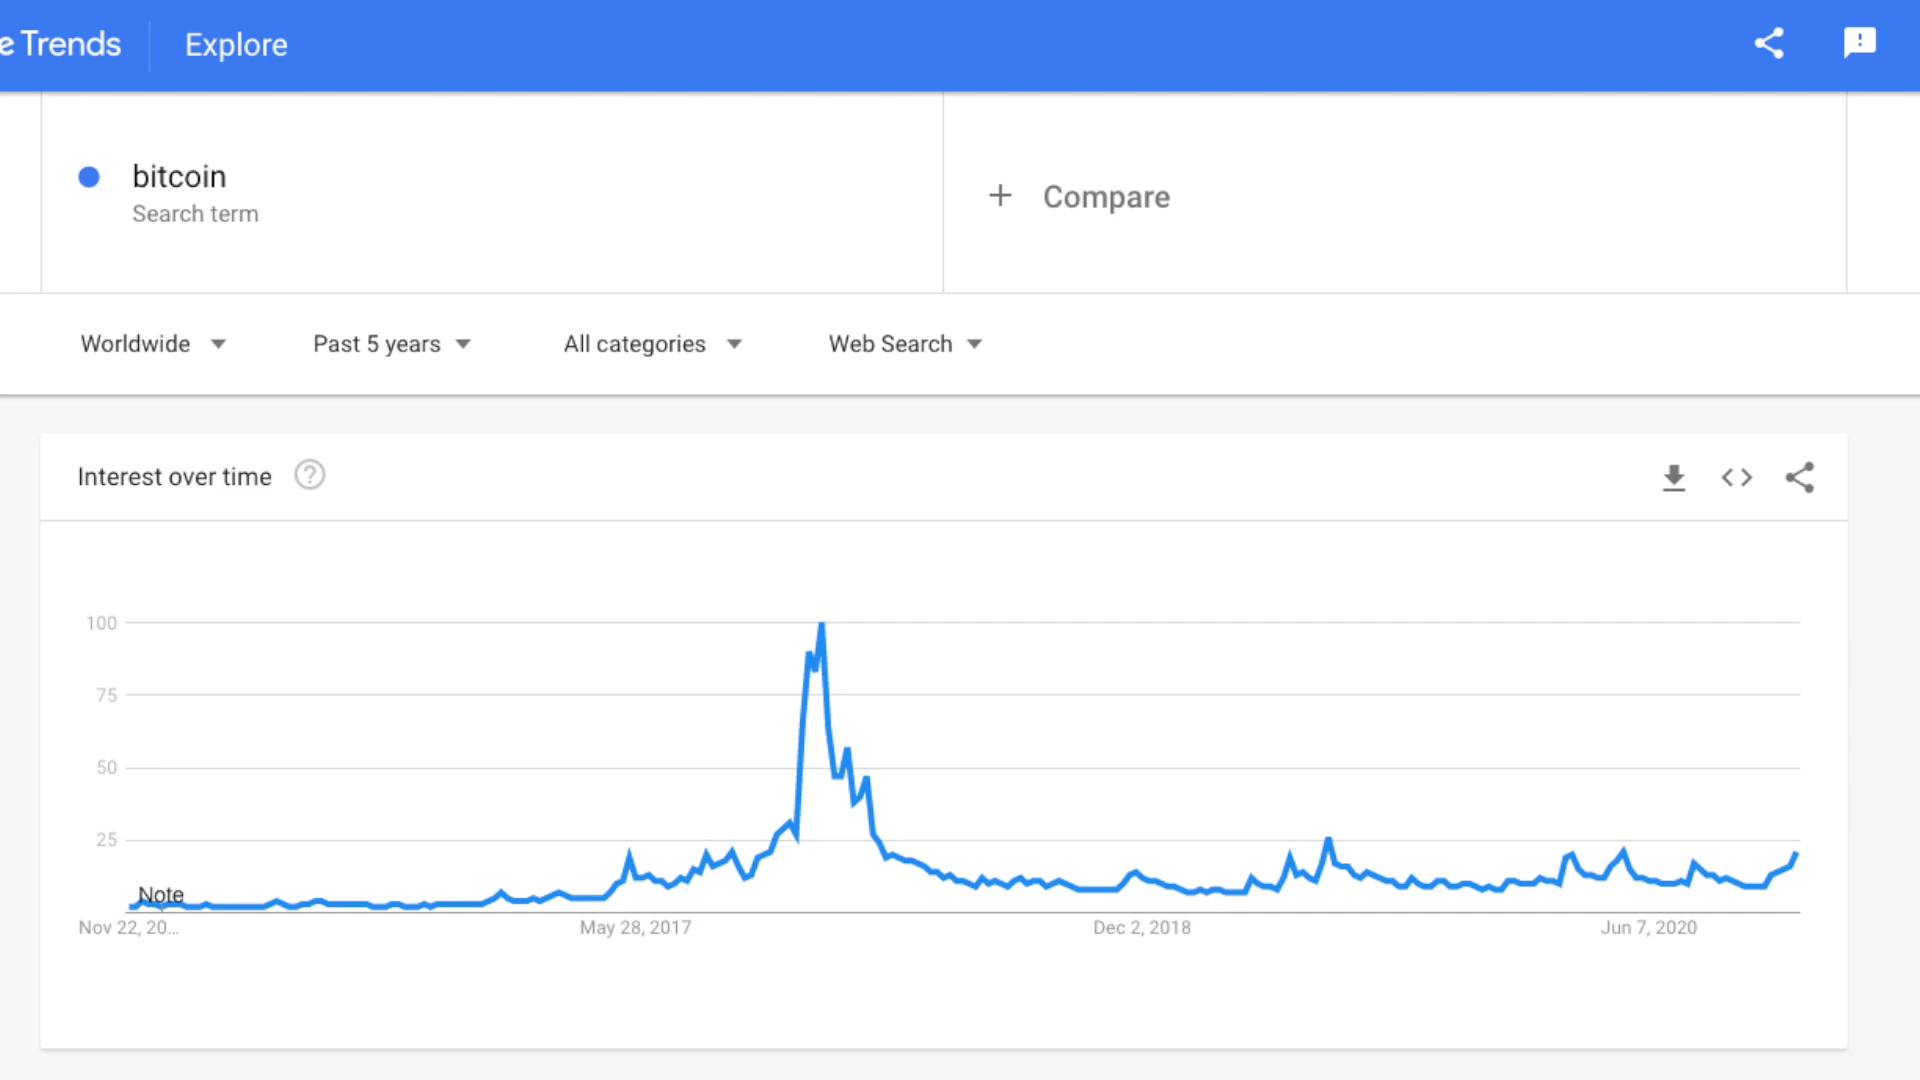 e Trends
Explore
bitcoin
Search term
+ Compare
Worldwide
Past 5 years
All categories
Web Search
Interest over time
100
75
50
25
Note
Nov 22, 20...
May 28, 2017
Dec 2, 2018
Jun 7, 2020